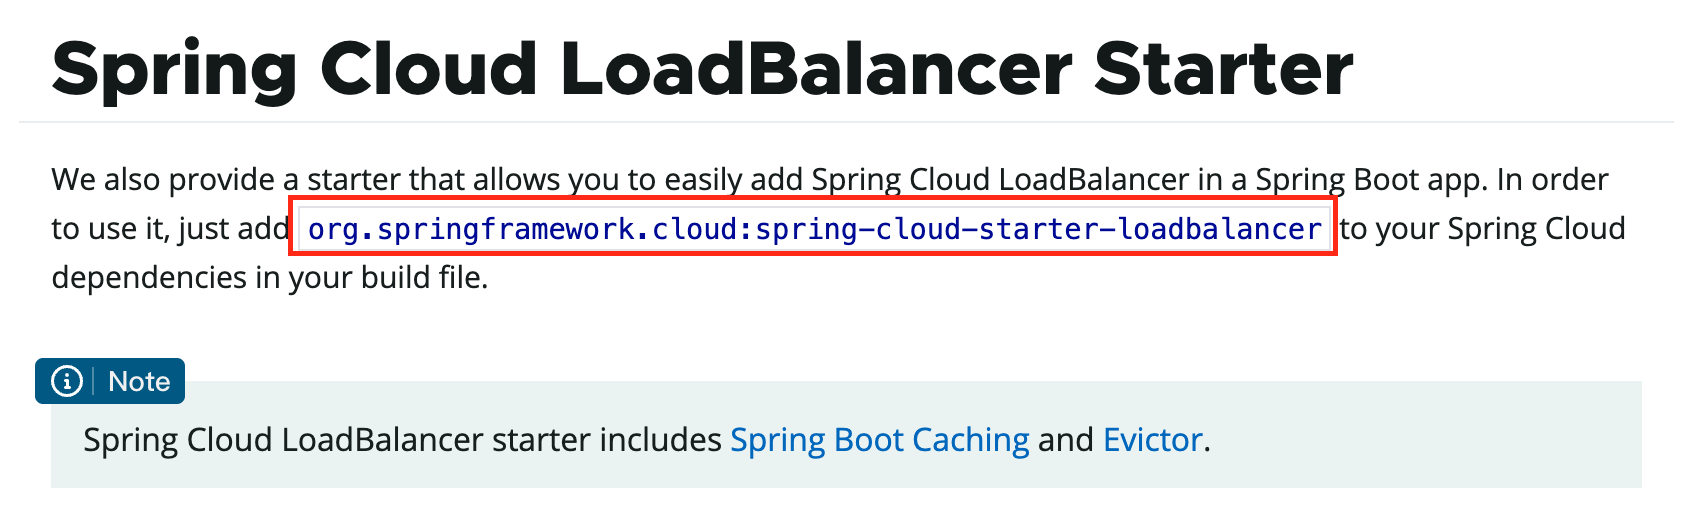 Spring Cloud LoadBalancer Starter
We also provide a starter that allows you to easily add Spring Cloud LoadBalancer in a Spring Boot app. In order
to use it, just add org.springframework.cloud:spring-cloud-starter-loadbalancer to your Spring Cloud
dependencies in your build file.
Note
Spring Cloud LoadBalancer starter includes Spring Boot Caching and Evictor.